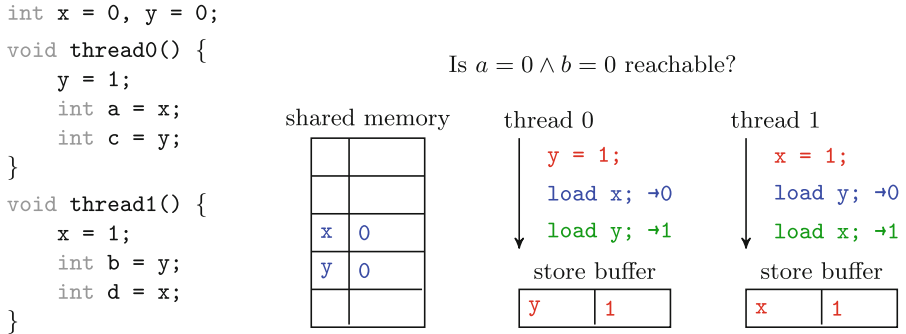 int x = 0, y = 0;
void thread0() {
y = 1;
int a = x;
int c = y;
}
void thread1() {
x = 1;
int b = y;
int d = x;
}
Is a = 0 ∧ b = 0 reachable?
shared memory
x 0
y 0
thread 0
y = 1;
load x; →0
load y; →1
store buffer
y 1
thread 1
x = 1;
load y; →0
load x; →1
store buffer
x 1